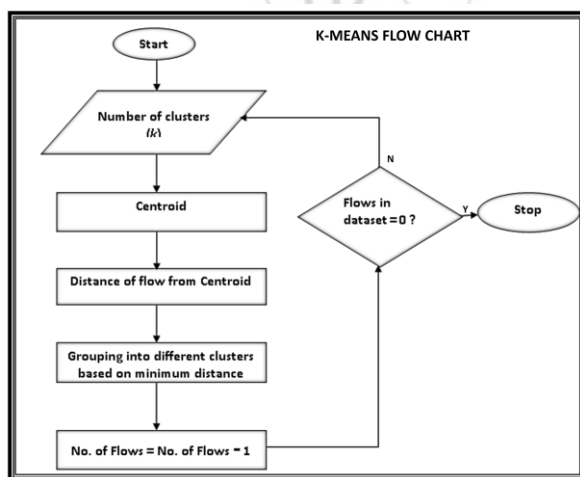 K-MEANS FLOW CHART
Start
Number of clusters
(k)
Centroid
Distance of flow from Centroid
Grouping into different clusters
based on minimum distance
No. of Flows = No. of Flows - 1
N
Flows in
dataset = 0 ?
Y
Stop